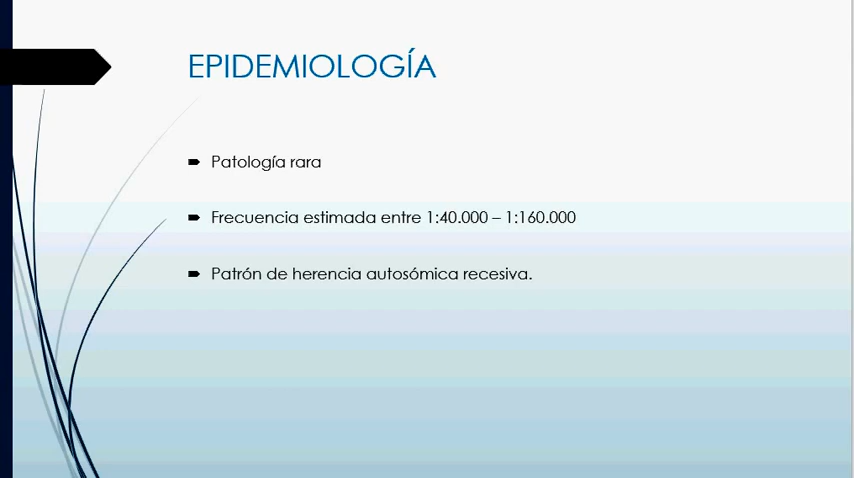 EPIDEMIOLOGÍA
Patología rara
Frecuencia estimada entre 1:40.000 – 1:160.000
Patrón de herencia autosómica recesiva.